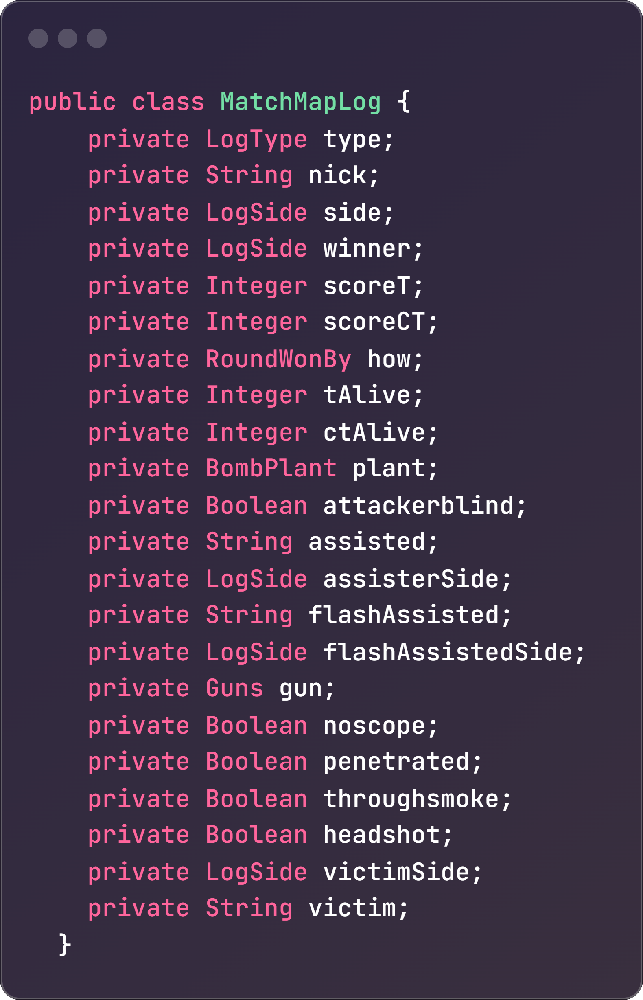 public class MatchMapLog {
    private LogType type;
    private String nick;
    private LogSide side;
    private LogSide winner;
    private Integer scoreT;
    private Integer scoreCT;
    private RoundWonBy how;
    private Integer tAlive;
    private Integer ctAlive;
    private BombPlant plant;
    private Boolean attackerblind;
    private String assisted;
    private LogSide assisterSide;
    private String flashAssisted;
    private LogSide flashAssistedSide;
    private Guns gun;
    private Boolean noscope;
    private Boolean penetrated;
    private Boolean throughsmoke;
    private Boolean headshot;
    private LogSide victimSide;
    private String victim;
  }